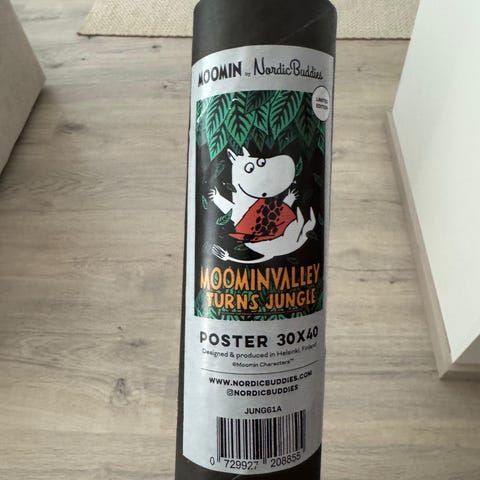 MOOMIN by NordicBuddies
LIMITED
EDITION
MOOMINVALLEY
TURNS JUNGLE
POSTER 30X40
Designed & produced in Helsinki, Finland
©Moomin Characters™
WWW.NORDICBUDDIES.COM
@NORDICBUDDIES
JUNG61A
0 729927 208855